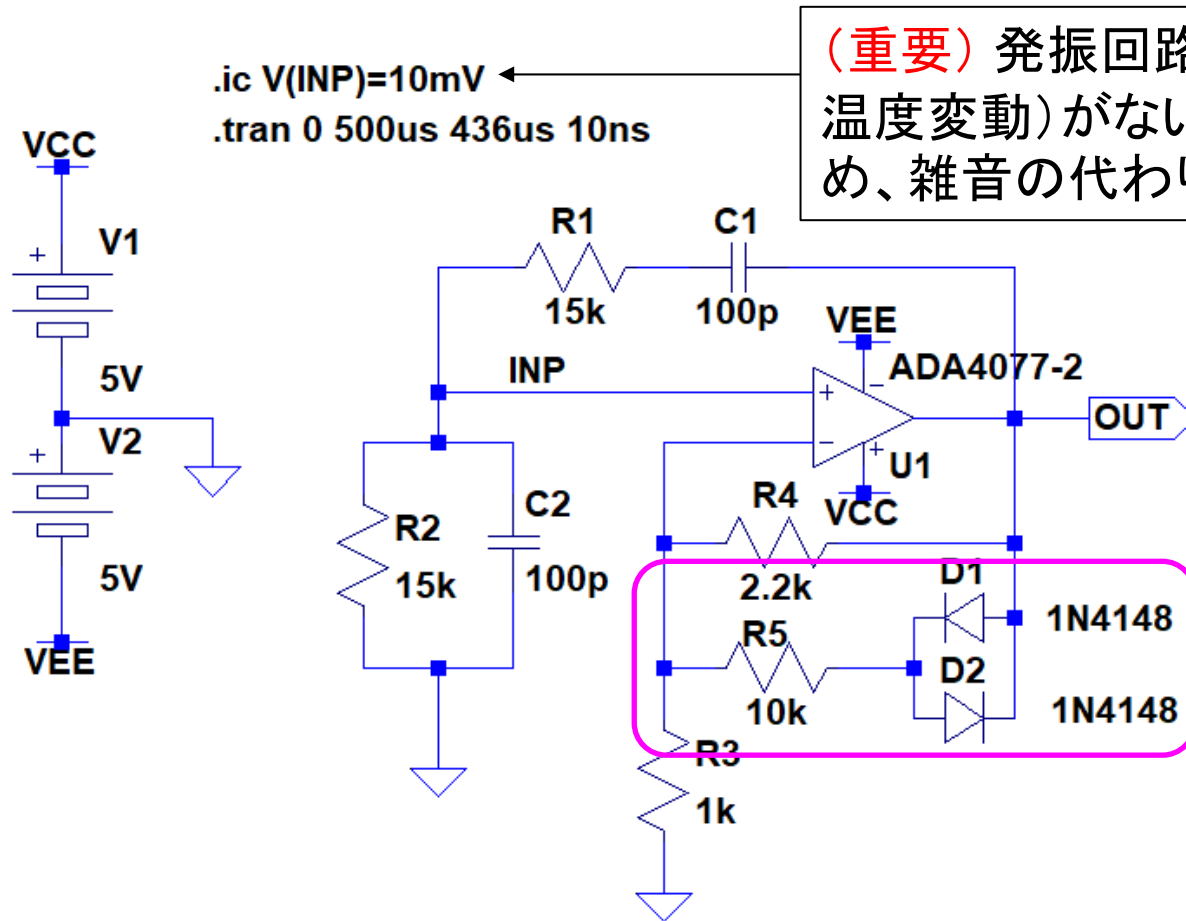 .ic V(INP)=10mV
.tran 0 500us 436us 10ns
（重要）発振回路
温度変動）がない
め、雑音の代わり
VCC
V1
+
5V
V2
+
5V
VEE
R1
15k
C1
100p
INP
VEE
ADA4077-2
+
−
−
+
U1
VCC
OUT
R2
15k
C2
100p
R4
2.2k
D1
1N4148
R5
10k
D2
1N4148
R3
1k